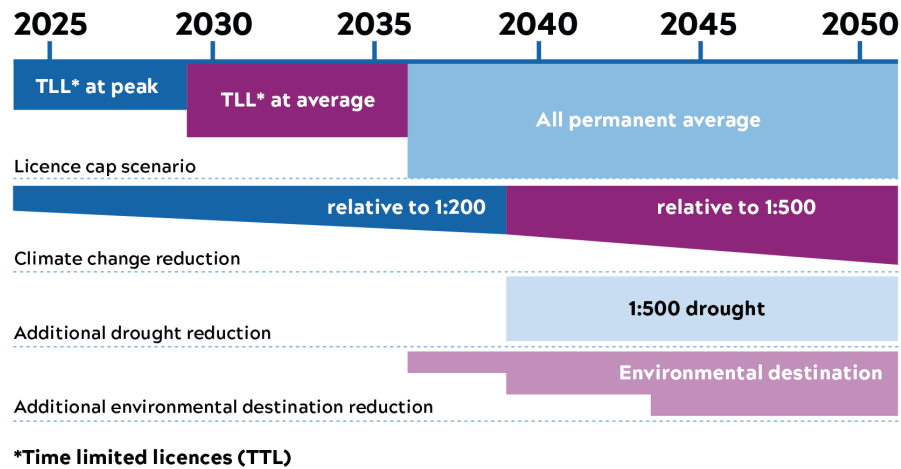 2025 2030 2035 2040 2045 2050
TLL* at peak
TLL* at average
All permanent average
Licence cap scenario
relative to 1:200
relative to 1:500
Climate change reduction
1:500 drought
Additional drought reduction
Environmental destination
Additional environmental destination reduction
*Time limited licences (TTL)